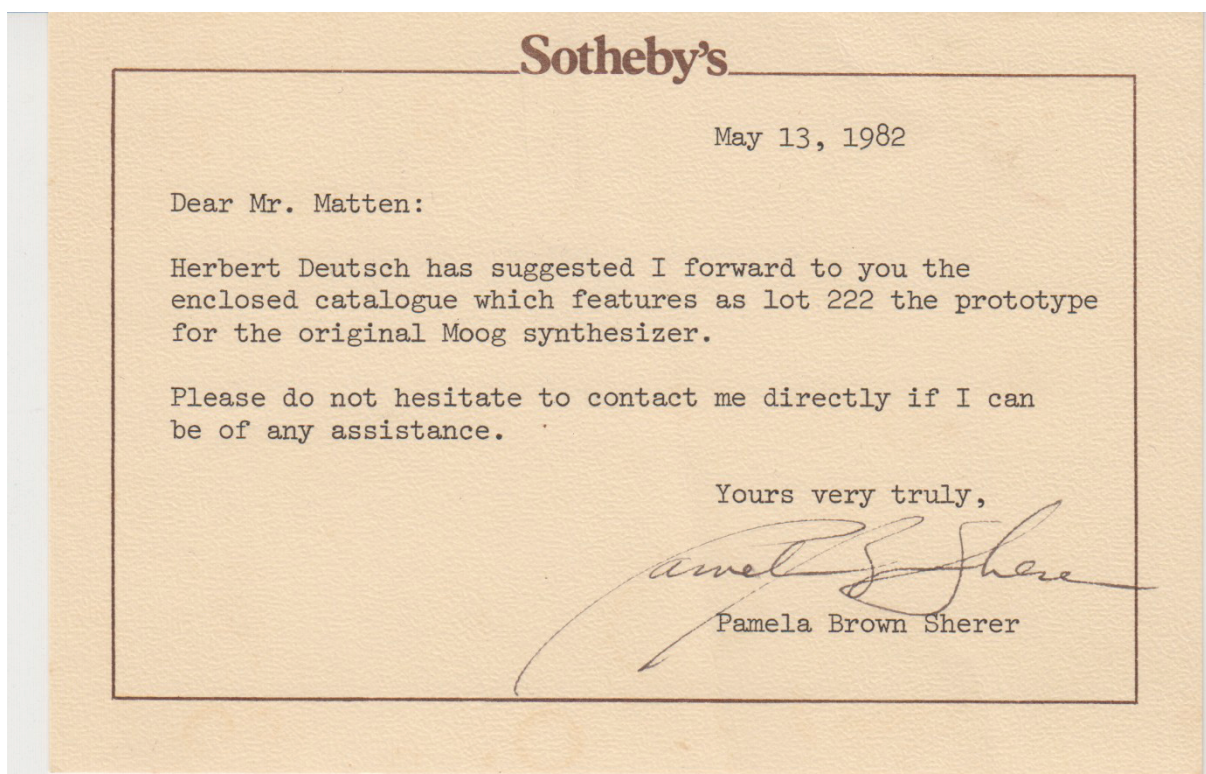 Sotheby's
May 13, 1982
Dear Mr. Matten:
Herbert Deutsch has suggested I forward to you the
enclosed catalogue which features as lot 222 the prototype
for the original Moog synthesizer.
Please do not hesitate to contact me directly if I can
be of any assistance.
Yours very truly,
Pamela B Sherer
Pamela Brown Sherer